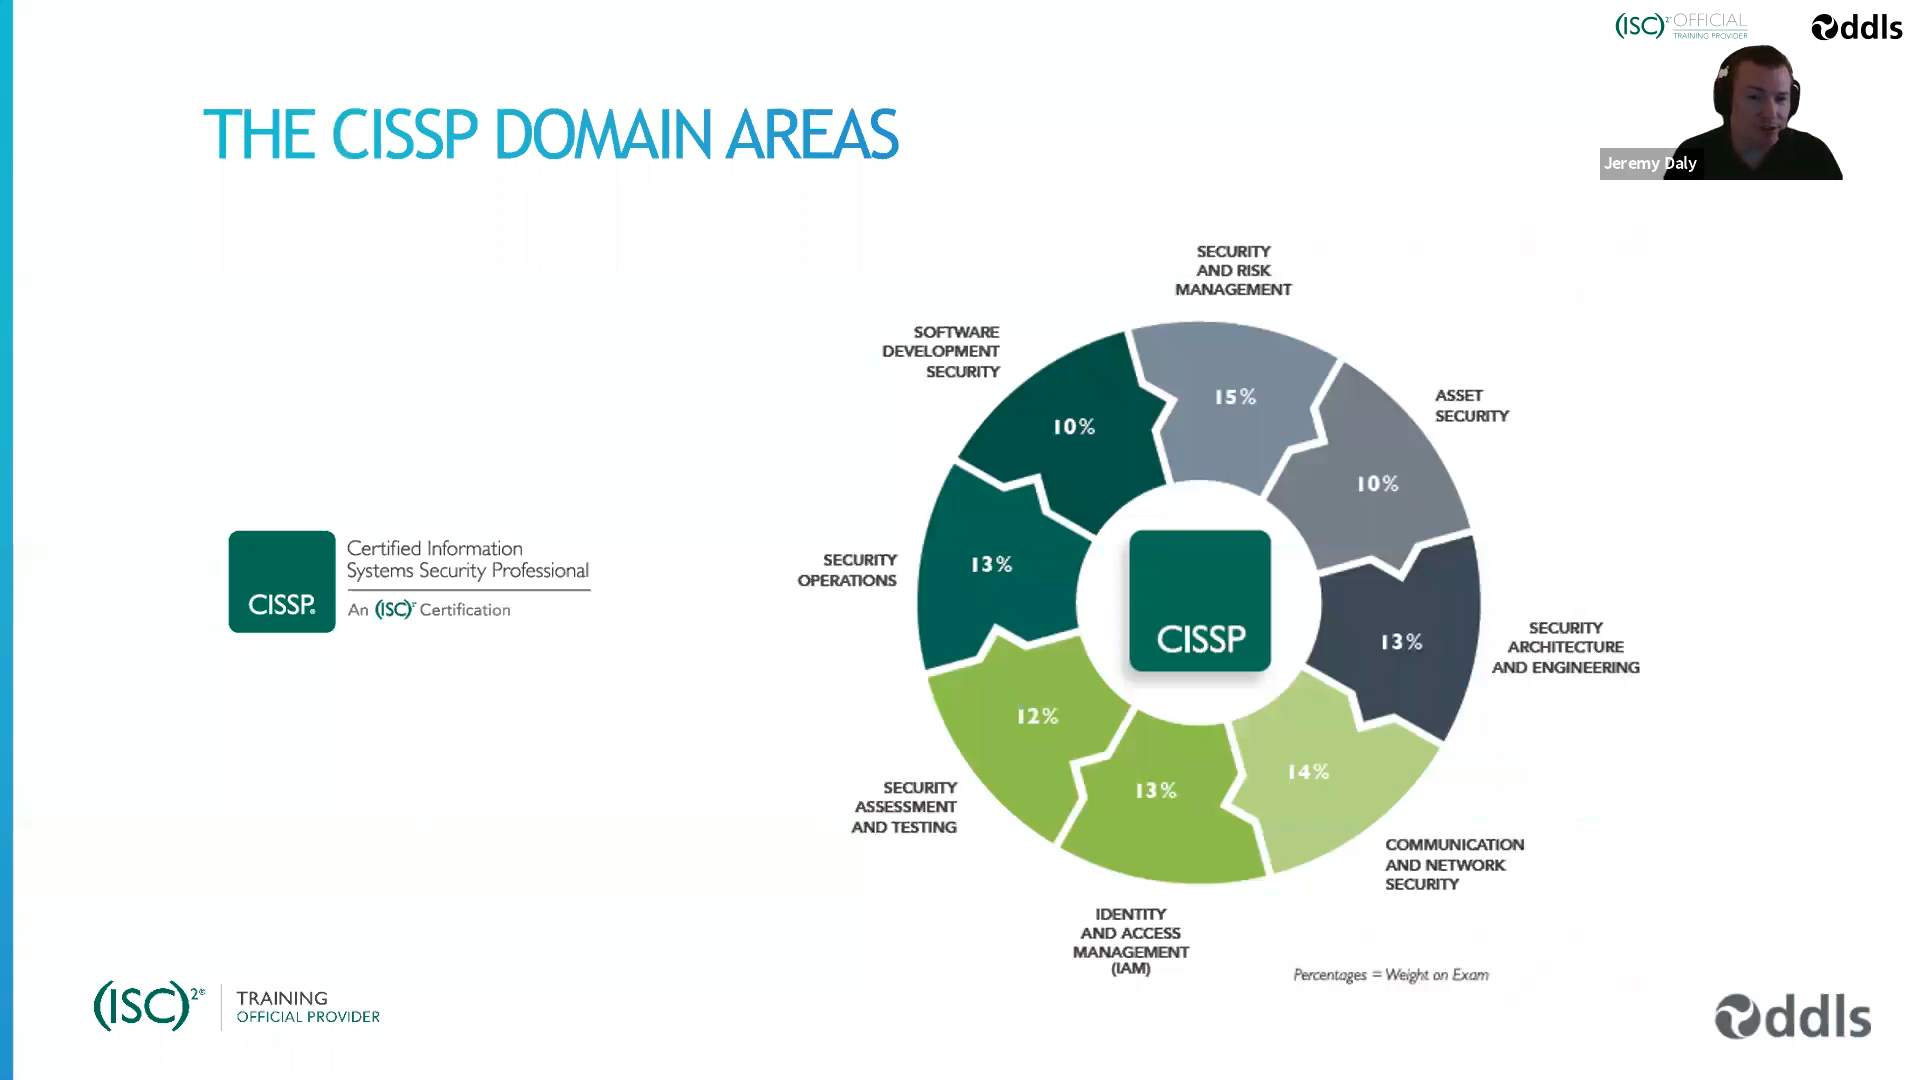 (ISC)² OFFICIAL
TRAINING PROVIDER
ddls
Jeremy Daly
THE CISSP DOMAIN AREAS
SECURITY
AND RISK
MANAGEMENT
15%
ASSET
SECURITY
10%
SECURITY
ARCHITECTURE
AND ENGINEERING
13%
COMMUNICATION
AND NETWORK
SECURITY
14%
IDENTITY
AND ACCESS
MANAGEMENT
(IAM)
13%
SECURITY
ASSESSMENT
AND TESTING
12%
SECURITY
OPERATIONS
13%
SOFTWARE
DEVELOPMENT
SECURITY
10%
CISSP
CISSP®
Certified Information
Systems Security Professional
An (ISC)² Certification
Percentages = Weight on Exam
(ISC)²®
TRAINING
OFFICIAL PROVIDER
ddls